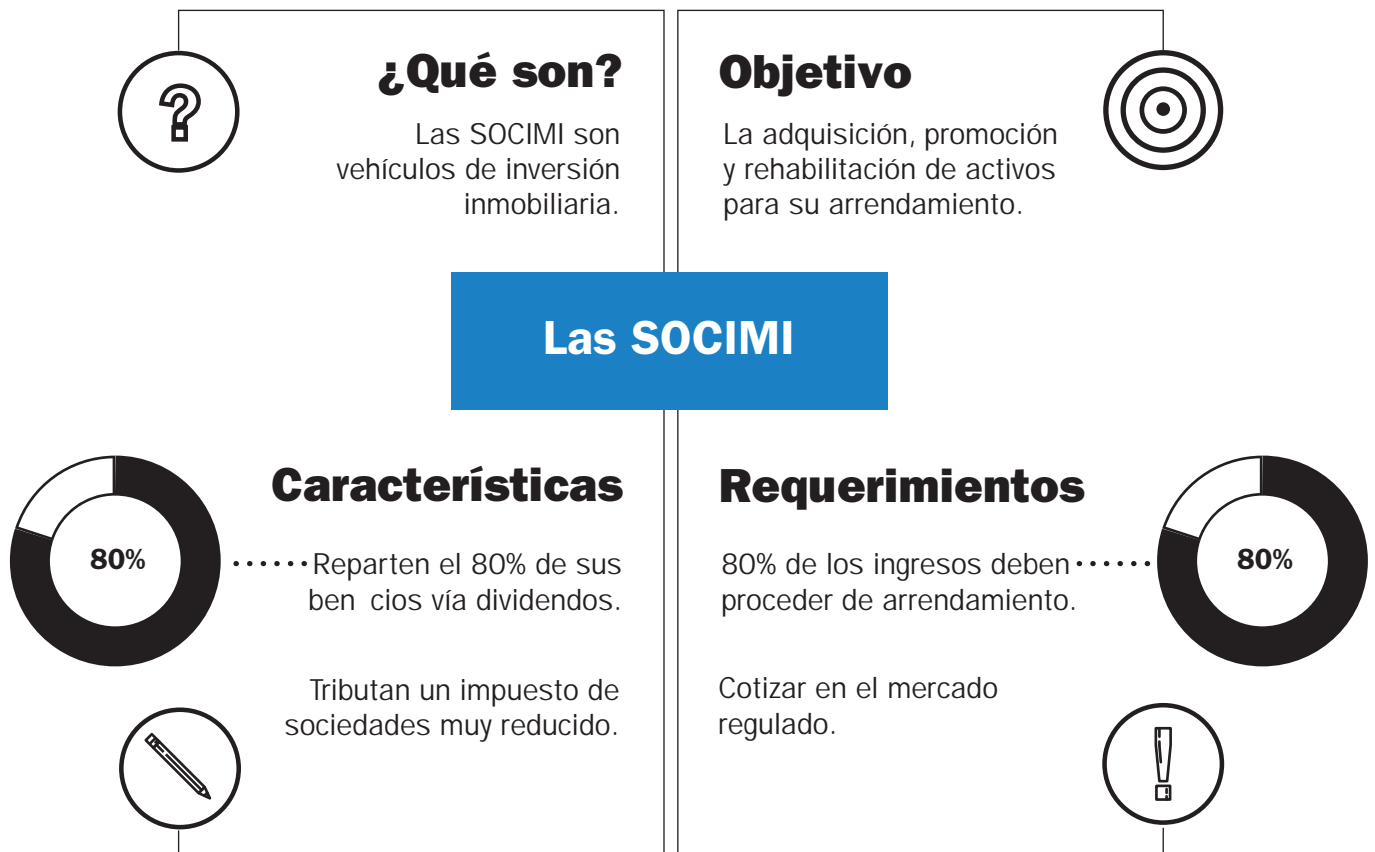 ¿Qué son?
Las SOCIMI son
vehículos de inversión
inmobiliaria.
Objetivo
La adquisición, promoción
y rehabilitación de activos
para su arrendamiento.
Las SOCIMI
Características
80%
Reparten el 80% de sus
ben cios vía dividendos.
Tributan un impuesto de
sociedades muy reducido.
Requerimientos
80% de los ingresos deben
proceder de arrendamiento.
80%
Cotizar en el mercado
regulado.